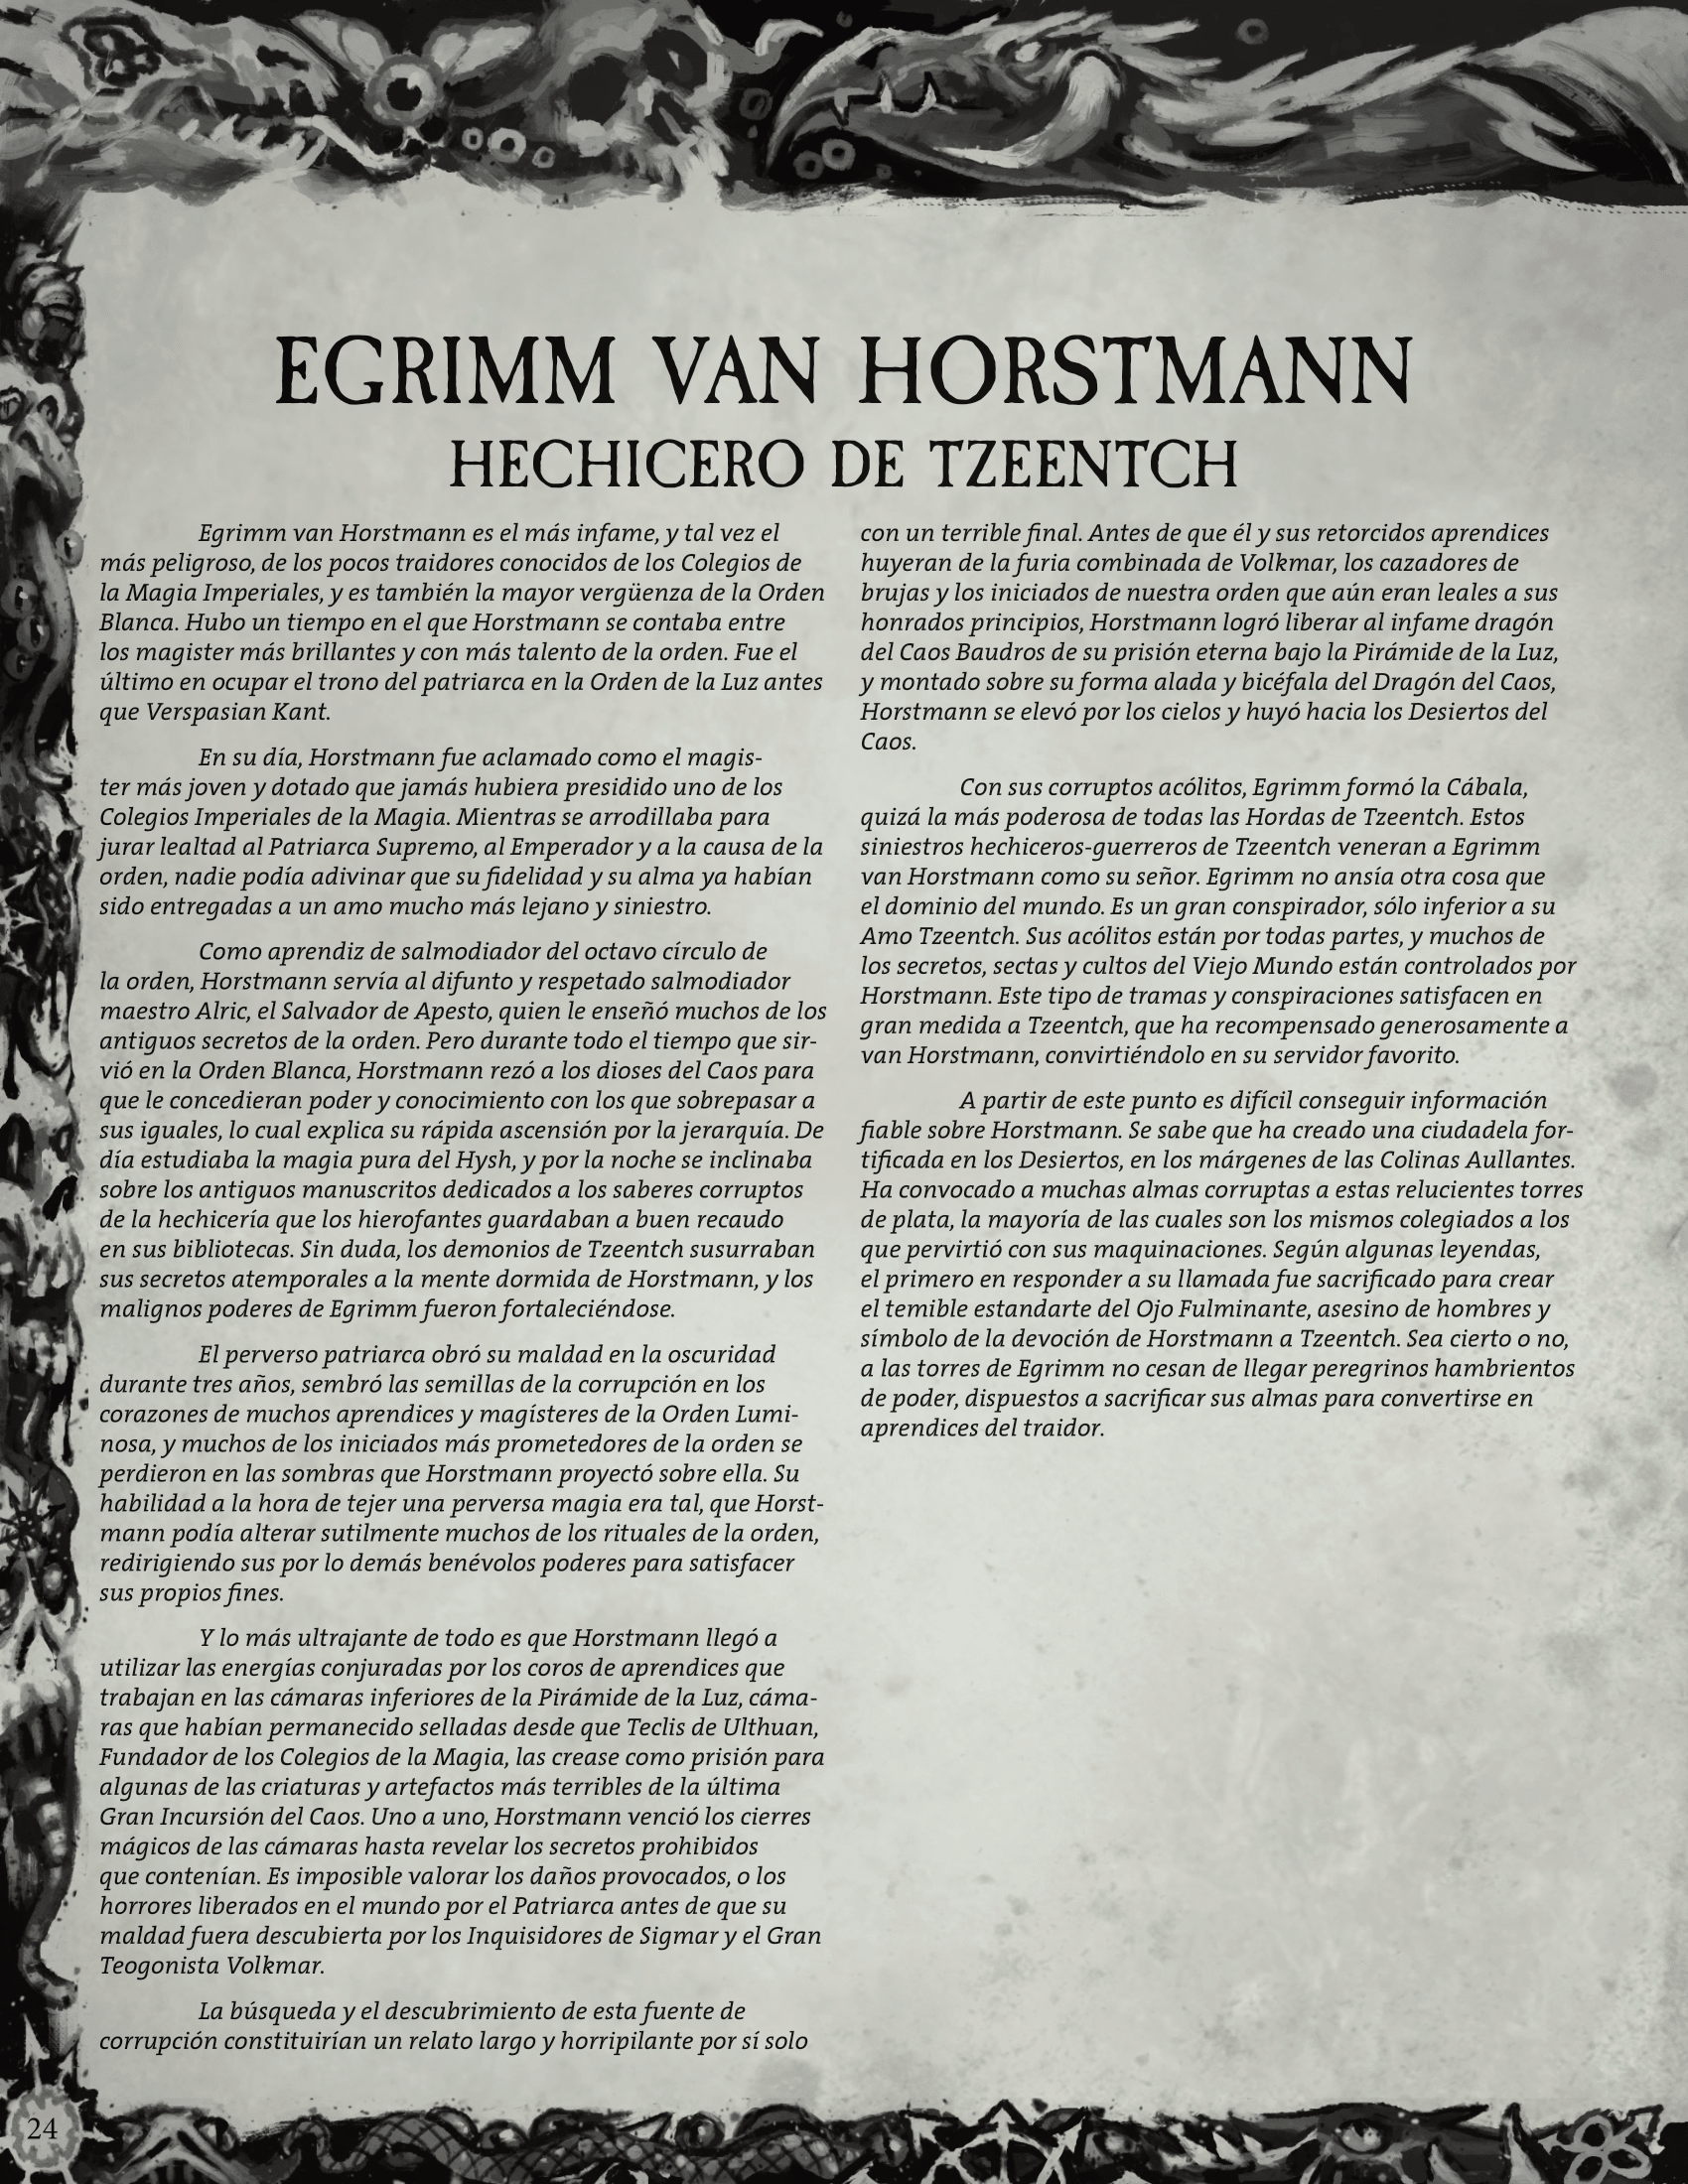 EGRIMM VAN HORSTMANN
HECHICERO DE TZEENTCH
Egrimm van Horstmann es el más infame, y tal vez el
más peligroso, de los pocos traidores conocidos de los Colegios de
la Magia Imperiales, y es también la mayor vergüenza de la Orden
Blanca. Hubo un tiempo en el que Horstmann se contaba entre
los magister más brillantes y con más talento de la orden. Fue el
último en ocupar el trono del patriarca en la Orden de la Luz antes
que Verspasian Kant.
En su día, Horstmann fue aclamado como el magis-
ter más joven y dotado que jamás hubiera presidido uno de los
Colegios Imperiales de la Magia. Mientras se arrodillaba para
jurar lealtad al Patriarca Supremo, al Emperador y a la causa de la
orden, nadie podía adivinar que su fidelidad y su alma ya habían
sido entregadas a un amo mucho más lejano y siniestro.
Como aprendiz de salmodiador del octavo círculo de
la orden, Horstmann servía al difunto y respetado salmodiador
maestro Alric, el Salvador de Apesto, quien le enseñó muchos de los
antiguos secretos de la orden. Pero durante todo el tiempo que sir-
vió en la Orden Blanca, Horstmann rezó a los dioses del Caos para
que le concedieran poder y conocimiento con los que sobrepasar a
sus iguales, lo cual explica su rápida ascensión por la jerarquía. De
día estudiaba la magia pura del Hysh, y por la noche se inclinaba
sobre los antiguos manuscritos dedicados a los saberes corruptos
de la hechicería que los hierofantes guardaban a buen recaudo
en sus bibliotecas. Sin duda, los demonios de Tzeentch susurraban
sus secretos atemporales a la mente dormida de Horstmann, y los
malignos poderes de Egrimm fueron fortaleciéndose.
El perverso patriarca obró su maldad en la oscuridad
durante tres años, sembró las semillas de la corrupción en los
corazones de muchos aprendices y magísteres de la Orden Lumi-
nosa, y muchos de los iniciados más prometedores de la orden se
perdieron en las sombras que Horstmann proyectó sobre ella. Su
habilidad a la hora de tejer una perversa magia era tal, que Horst-
mann podía alterar sutilmente muchos de los rituales de la orden,
redirigiendo sus por lo demás benévolos poderes para satisfacer
sus propios fines.
Y lo más ultrajante de todo es que Horstmann llegó a
utilizar las energías conjuradas por los coros de aprendices que
trabajan en las cámaras inferiores de la Pirámide de la Luz, cáma-
ras que habían permanecido selladas desde que Teclis de Ulthuan,
Fundador de los Colegios de la Magia, las crease como prisión para
algunas de las criaturas y artefactos más terribles de la última
Gran Incursión del Caos. Uno a uno, Horstmann venció los cierres
mágicos de las cámaras hasta revelar los secretos prohibidos
que contenían. Es imposible valorar los daños provocados, o los
horrores liberados en el mundo por el Patriarca antes de que su
maldad fuera descubierta por los Inquisidores de Sigmar y el Gran
Teogonista Volkmar.
La búsqueda y el descubrimiento de esta fuente de
corrupción constituirían un relato largo y horripilante por sí solo
con un terrible final. Antes de que él y sus retorcidos aprendices
huyeran de la furia combinada de Volkmar, los cazadores de
brujas y los iniciados de nuestra orden que aún eran leales a sus
honrados principios, Horstmann logró liberar al infame dragón
del Caos Baudros de su prisión eterna bajo la Pirámide de la Luz,
y montado sobre su forma alada y bicéfala del Dragón del Caos,
Horstmann se elevó por los cielos y huyó hacia los Desiertos del
Caos.
Con sus corruptos acólitos, Egrimm formó la Cábala,
quizá la más poderosa de todas las Hordas de Tzeentch. Estos
siniestros hechiceros-guerreros de Tzeentch veneran a Egrimm
van Horstmann como su señor. Egrimm no ansía otra cosa que
el dominio del mundo. Es un gran conspirador, sólo inferior a su
Amo Tzeentch. Sus acólitos están por todas partes, y muchos de
los secretos, sectas y cultos del Viejo Mundo están controlados por
Horstmann. Este tipo de tramas y conspiraciones satisfacen en
gran medida a Tzeentch, que ha recompensado generosamente a
van Horstmann, convirtiéndolo en su servidor favorito.
A partir de este punto es difícil conseguir información
fiable sobre Horstmann. Se sabe que ha creado una ciudadela for-
tificada en los Desiertos, en los márgenes de las Colinas Aullantes.
Ha convocado a muchas almas corruptas a estas relucientes torres
de plata, la mayoría de las cuales son los mismos colegiados a los
que pervirtió con sus maquinaciones. Según algunas leyendas,
el primero en responder a su llamada fue sacrificado para crear
el temible estandarte del Ojo Fulminante, asesino de hombres y
símbolo de la devoción de Horstmann a Tzeentch. Sea cierto o no,
a las torres de Egrimm no cesan de llegar peregrinos hambrientos
de poder, dispuestos a sacrificar sus almas para convertirse en
aprendices del traidor.
24